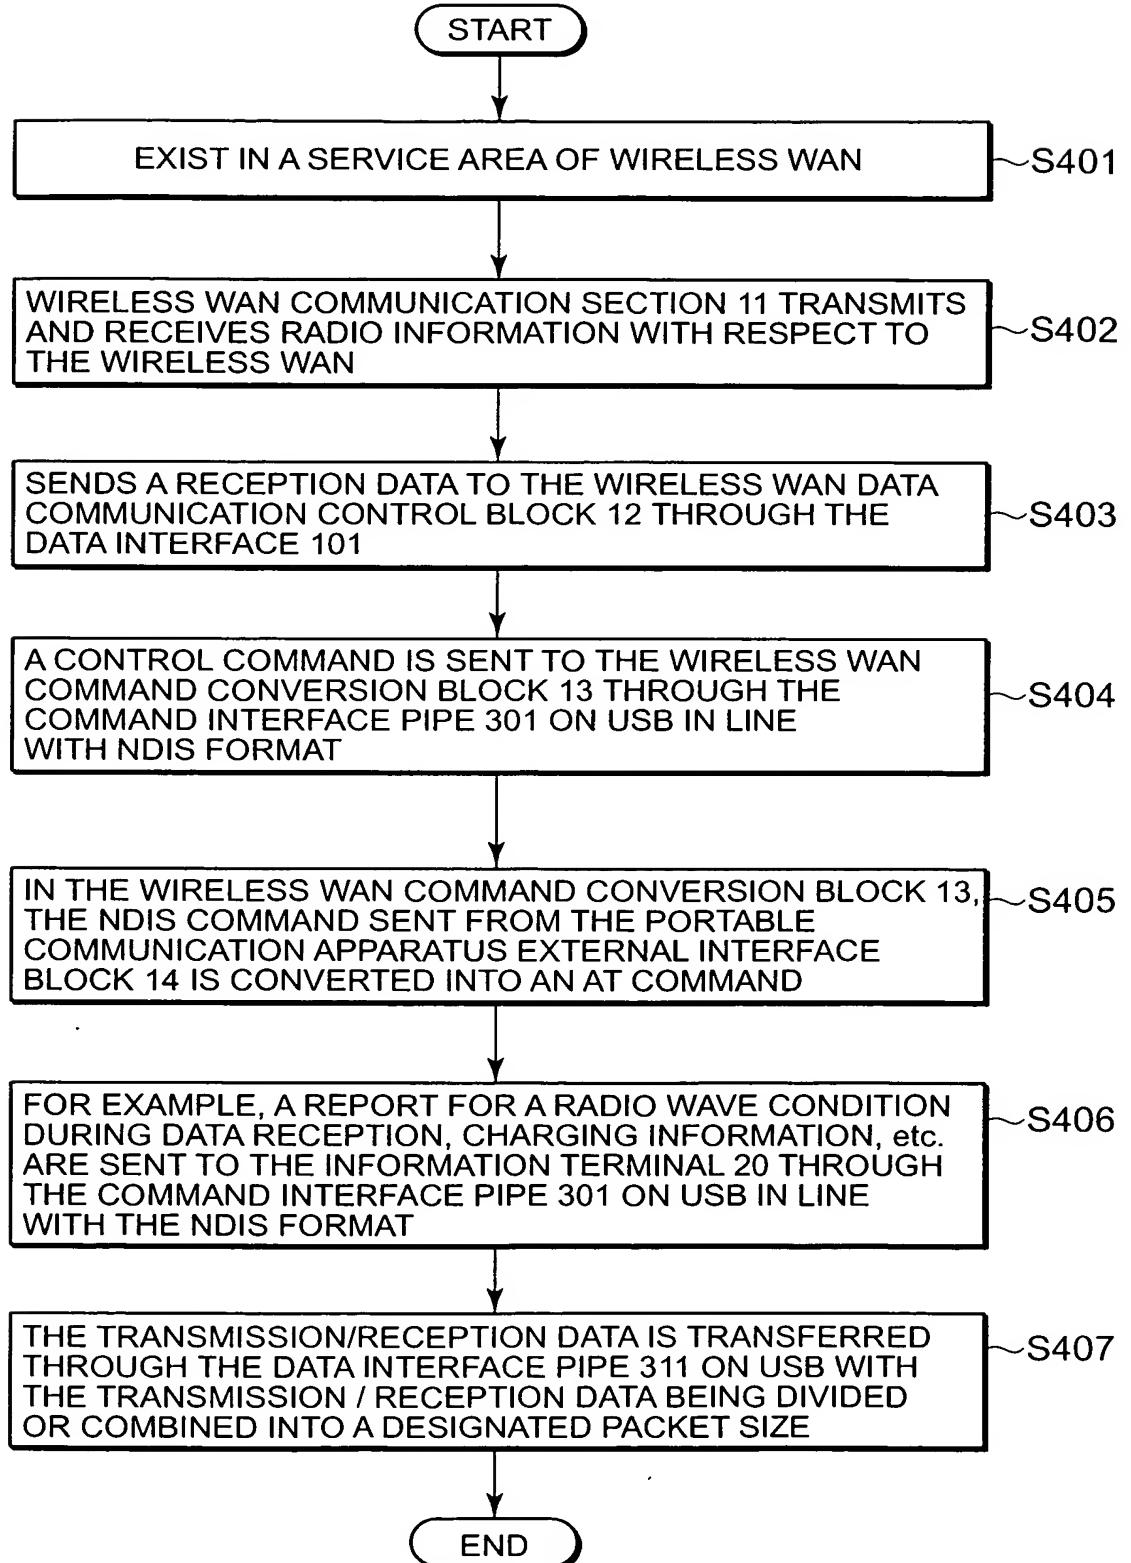 START
EXIST IN A SERVICE AREA OF WIRELESS WAN
S401
WIRELESS WAN COMMUNICATION SECTION 11 TRANSMITS
AND RECEIVES RADIO INFORMATION WITH RESPECT TO
THE WIRELESS WAN
S402
SENDS A RECEPTION DATA TO THE WIRELESS WAN DATA
COMMUNICATION CONTROL BLOCK 12 THROUGH THE
DATA INTERFACE 101
S403
A CONTROL COMMAND IS SENT TO THE WIRELESS WAN
COMMAND CONVERSION BLOCK 13 THROUGH THE
COMMAND INTERFACE PIPE 301 ON USB IN LINE
WITH NDIS FORMAT
S404
IN THE WIRELESS WAN COMMAND CONVERSION BLOCK 13,
THE NDIS COMMAND SENT FROM THE PORTABLE
COMMUNICATION APPARATUS EXTERNAL INTERFACE
BLOCK 14 IS CONVERTED INTO AN AT COMMAND
S405
FOR EXAMPLE, A REPORT FOR A RADIO WAVE CONDITION
DURING DATA RECEPTION, CHARGING INFORMATION, etc.
ARE SENT TO THE INFORMATION TERMINAL 20 THROUGH
THE COMMAND INTERFACE PIPE 301 ON USB IN LINE
WITH THE NDIS FORMAT
S406
THE TRANSMISSION/RECEPTION DATA IS TRANSFERRED
THROUGH THE DATA INTERFACE PIPE 311 ON USB WITH
THE TRANSMISSION / RECEPTION DATA BEING DIVIDED
OR COMBINED INTO A DESIGNATED PACKET SIZE
S407
END